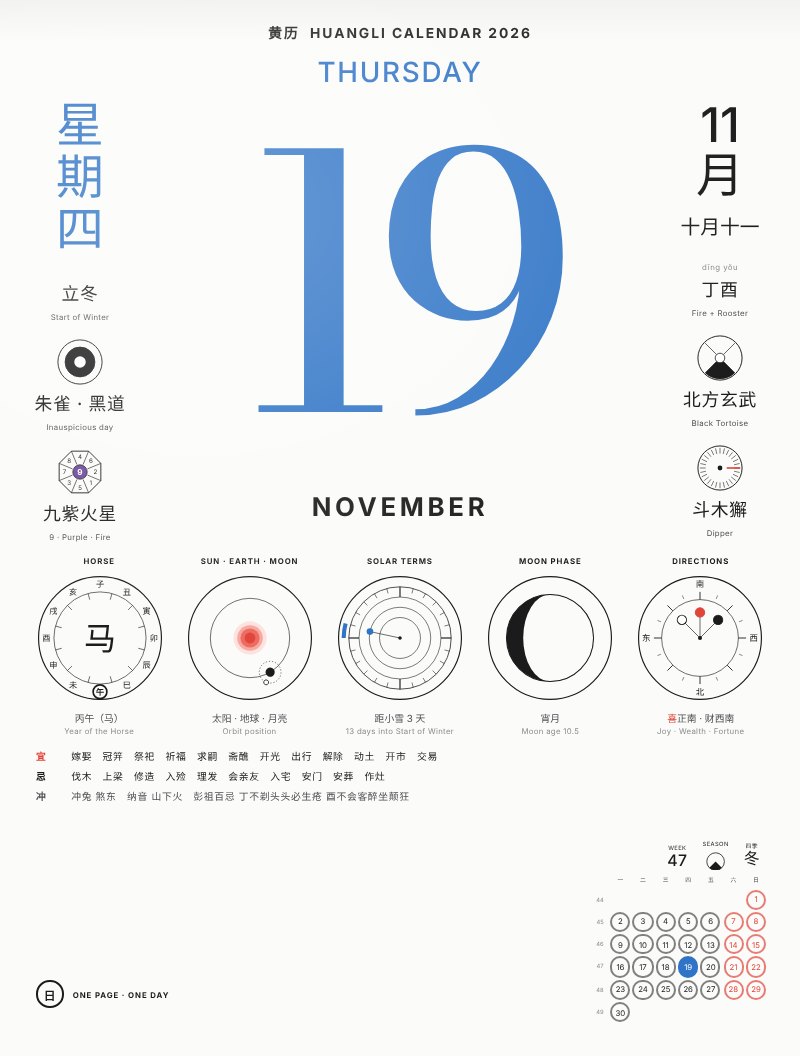 黄历 HUANGLI CALENDAR 2026
THURSDAY
星期四
19
11月
十月十一
立冬
Start of Winter
dīng yǒu
丁酉
Fire + Rooster
朱雀 · 黑道
Inauspicious day
北方玄武
Black Tortoise
4 6 2 1 5 3 7 8
9
九紫火星
9 · Purple · Fire
斗木獬
Dipper
NOVEMBER
HORSE SUN · EARTH · MOON SOLAR TERMS MOON PHASE DIRECTIONS
子 丑 寅 卯 辰 巳 午 未 申 酉 戌 亥
马
南
东 西
北
丙午（马） 太阳 · 地球 · 月亮 距小雪 3 天 宵月 喜正南 · 财西南
Year of the Horse Orbit position 13 days into Start of Winter Moon age 10.5 Joy · Wealth · Fortune
宜 嫁娶 冠笄 祭祀 祈福 求嗣 斋醮 开光 出行 解除 动土 开市 交易
忌 伐木 上梁 修造 入殓 理发 会亲友 入宅 安门 安葬 作灶
冲 冲兔 煞东 纳音 山下火 彭祖百忌 丁不剃头头必生疮 酉不会客醉坐颠狂
WEEK SEASON 四季
47 冬
一 二 三 四 五 六 日
44 1
45 2 3 4 5 6 7 8
46 9 10 11 12 13 14 15
47 16 17 18 19 20 21 22
48 23 24 25 26 27 28 29
49 30
日 ONE PAGE · ONE DAY